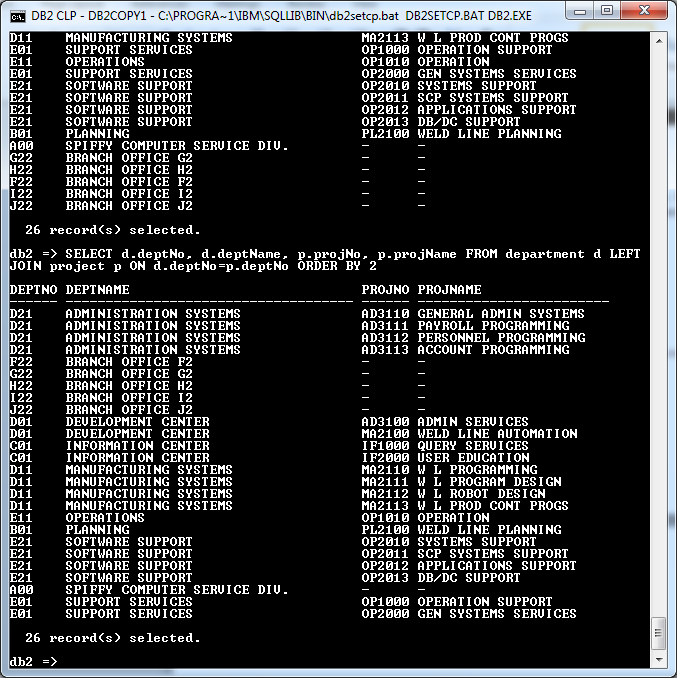 DB2 CLP - DB2COPY1 - C:\PROGRA~1\IBM\SQLLIB\BIN\db2setcp.bat DB2SETCP.BAT DB2.EXE
D11 MANUFACTURING SYSTEMS MA2113 W L PROD CONT PROGS
E01 SUPPORT SERVICES OP1000 OPERATION SUPPORT
E11 OPERATIONS OP1010 OPERATION
E01 SUPPORT SERVICES OP2000 GEN SYSTEMS SERVICES
E21 SOFTWARE SUPPORT OP2010 SYSTEMS SUPPORT
E21 SOFTWARE SUPPORT OP2011 SCP SYSTEMS SUPPORT
E21 SOFTWARE SUPPORT OP2012 APPLICATIONS SUPPORT
E21 SOFTWARE SUPPORT OP2013 DB/DC SUPPORT
B01 PLANNING PL2100 WELD LINE PLANNING
A00 SPIFFY COMPUTER SERVICE DIV. - -
G22 BRANCH OFFICE G2 - -
H22 BRANCH OFFICE H2 - -
F22 BRANCH OFFICE F2 - -
I22 BRANCH OFFICE I2 - -
J22 BRANCH OFFICE J2 - -
26 record(s) selected.
db2 => SELECT d.deptNo, d.deptName, p.projNo, p.projName FROM department d LEFT
JOIN project p ON d.deptNo=p.deptNo ORDER BY 2
DEPTNO DEPTNAME PROJNO PROJNAME
------ ------------------------------------ ------ ------------------------
D21 ADMINISTRATION SYSTEMS AD3110 GENERAL ADMIN SYSTEMS
D21 ADMINISTRATION SYSTEMS AD3111 PAYROLL PROGRAMMING
D21 ADMINISTRATION SYSTEMS AD3112 PERSONNEL PROGRAMMING
D21 ADMINISTRATION SYSTEMS AD3113 ACCOUNT PROGRAMMING
F22 BRANCH OFFICE F2 - -
G22 BRANCH OFFICE G2 - -
H22 BRANCH OFFICE H2 - -
I22 BRANCH OFFICE I2 - -
J22 BRANCH OFFICE J2 - -
D01 DEVELOPMENT CENTER AD3100 ADMIN SERVICES
D01 DEVELOPMENT CENTER MA2100 WELD LINE AUTOMATION
C01 INFORMATION CENTER IF1000 QUERY SERVICES
C01 INFORMATION CENTER IF2000 USER EDUCATION
D11 MANUFACTURING SYSTEMS MA2110 W L PROGRAMMING
D11 MANUFACTURING SYSTEMS MA2111 W L PROGRAM DESIGN
D11 MANUFACTURING SYSTEMS MA2112 W L ROBOT DESIGN
D11 MANUFACTURING SYSTEMS MA2113 W L PROD CONT PROGS
E11 OPERATIONS OP1010 OPERATION
B01 PLANNING PL2100 WELD LINE PLANNING
E21 SOFTWARE SUPPORT OP2010 SYSTEMS SUPPORT
E21 SOFTWARE SUPPORT OP2011 SCP SYSTEMS SUPPORT
E21 SOFTWARE SUPPORT OP2012 APPLICATIONS SUPPORT
E21 SOFTWARE SUPPORT OP2013 DB/DC SUPPORT
A00 SPIFFY COMPUTER SERVICE DIV. - -
E01 SUPPORT SERVICES OP1000 OPERATION SUPPORT
E01 SUPPORT SERVICES OP2000 GEN SYSTEMS SERVICES
26 record(s) selected.
db2 =>